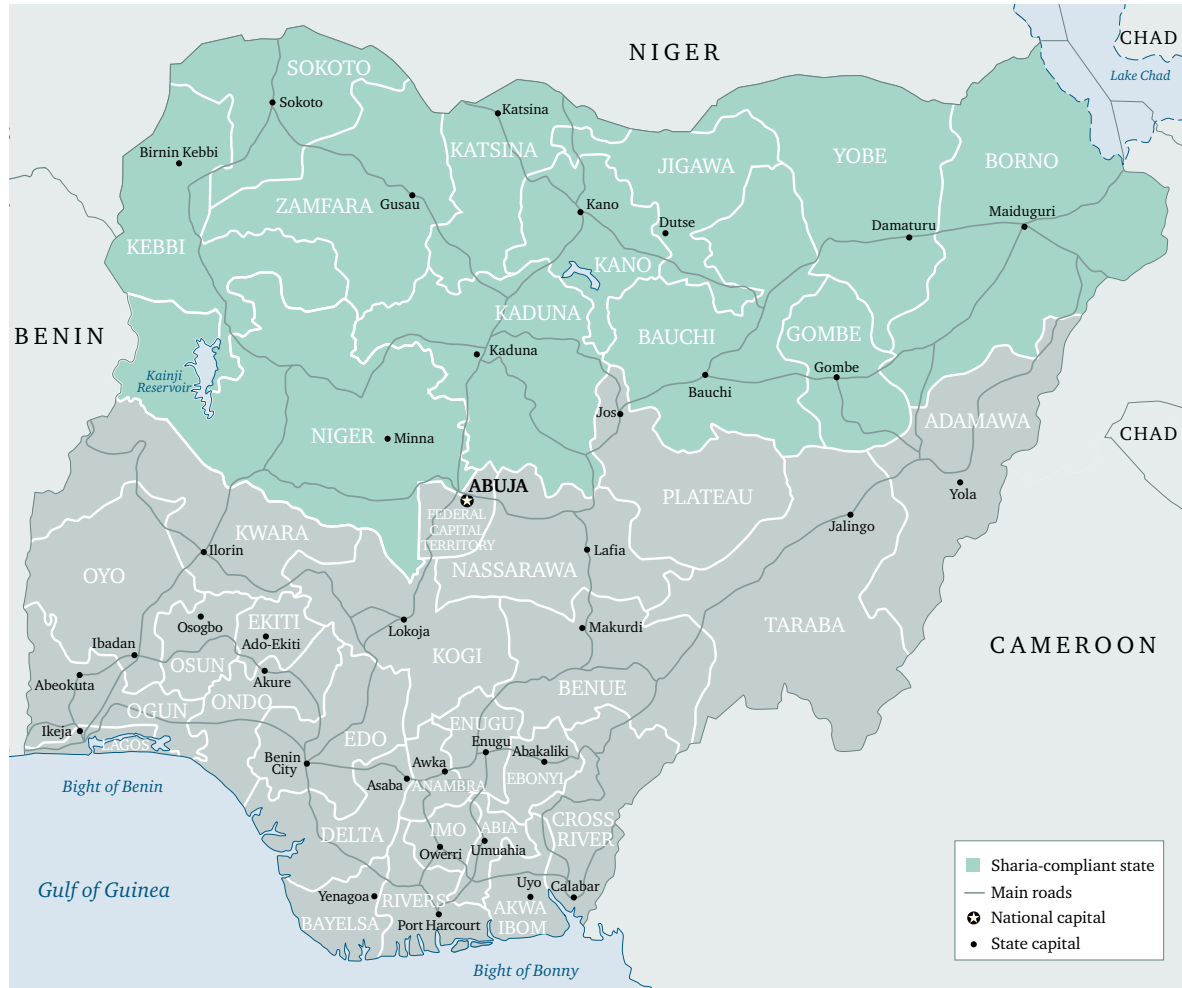 NIGER
CHAD
Lake Chad
SOKOTO
Sokoto
Katsina
KATSINA
Birnin Kebbi
JIGAWA
YOBE
BORNO
ZAMFARA
Gusau
Kano
Dutse
Damaturu
Maiduguri
KEBBI
KANO
BENIN
KADUNA
BAUCHI
GOMBE
Kaduna
Kainji
Reservoir
Gombe
Bauchi
Jos
ADAMAWA
CHAD
NIGER
Minna
ABUJA
FEDERAL
CAPITAL
TERRITORY
PLATEAU
Yola
Jalingo
KWARA
Ilorin
Lafia
OYO
NASSARAWA
Osogbo
EKITI
Ado-Ekiti
Lokoja
Makurdi
TARABA
CAMEROON
Ibadan
OSUN
Akure
KOGI
Abeokuta
BENUE
OGUN
ONDO
Ikeja
LAGOS
EDO
ENUGU
Enugu
Abakaliki
Benin
City
Awka
Asaba
ANAMBRA
EBONYI
Bight of Benin
DELTA
IMO
ABIA
CROSS
RIVER
Owerri
Umuahia
Gulf of Guinea
Yenagoa
RIVERS
Uyo
Calabar
BAYELSA
Port Harcourt
AKWA
IBOM
Bight of Bonny
Sharia-compliant state
Main roads
National capital
State capital